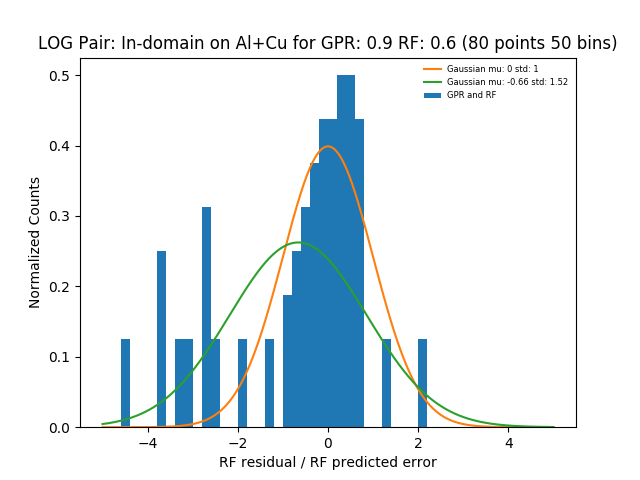 LOG Pair: In-domain on Al+Cu for GPR: 0.9 RF: 0.6 (80 points 50 bins)
Gaussian mu: 0 std: 1
Gaussian mu: -0.66 std: 1.52
GPR and RF
Normalized Counts
0.5
0.4
0.3
0.2
0.1
0.0
−4 −2 0 2 4
RF residual / RF predicted error